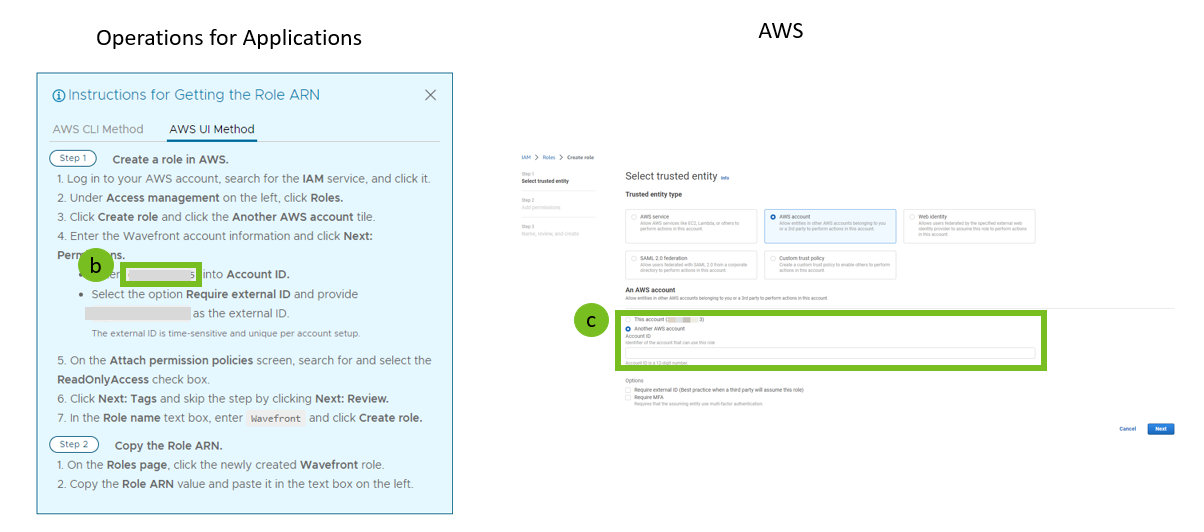 Operations for Applications
AWS
Instructions for Getting the Role ARN
AWS CLI Method
AWS UI Method
Step 1
Create a role in AWS.
1. Log in to your AWS account, search for the IAM service, and click it.
2. Under Access management on the left, click Roles.
3. Click Create role and click the Another AWS account tile.
4. Enter the Wavefront account information and click Next:
b
5 into Account ID.
• Select the option Require external ID and provide
as the external ID.
The external ID is time-sensitive and unique per account setup.
5. On the Attach permission policies screen, search for and select the
ReadOnlyAccess check box.
6. Click Next: Tags and skip the step by clicking Next: Review.
7. In the Role name text box, enter Wavefront and click Create role.
Step 2
Copy the Role ARN.
1. On the Roles page, click the newly created Wavefront role.
2. Copy the Role ARN value and paste it in the text box on the left.
IAM > Roles > Create role
Step 1
Select trusted entity
Step 2
Add permissions
Step 3
Name, review, and create
Select trusted entity Info
Trusted entity type
AWS service
Allow AWS services like EC2, Lambda, or others to
perform actions in this account.
AWS account
Allow entities in other AWS accounts belonging to you
or a 3rd party to perform actions in this account.
Web identity
Allows users federated by the specified external web
identity provider to assume this role to perform actions
in this account.
SAML 2.0 federation
Allow users federated with SAML 2.0 from a corporate
directory to perform actions in this account.
Custom trust policy
Create a custom trust policy to enable others to perform
actions in this account.
An AWS account
Allow entities in other AWS accounts belonging to you or a 3rd party to perform actions in this account.
c
This account ( 3)
Another AWS account
Account ID
Identifier of the account that can use this role
Account ID is a 12-digit number
Options
Require external ID (Best practice when a third party will assume this role)
Require MFA
Requires that the assuming entity use multi-factor authentication.
Cancel
Next